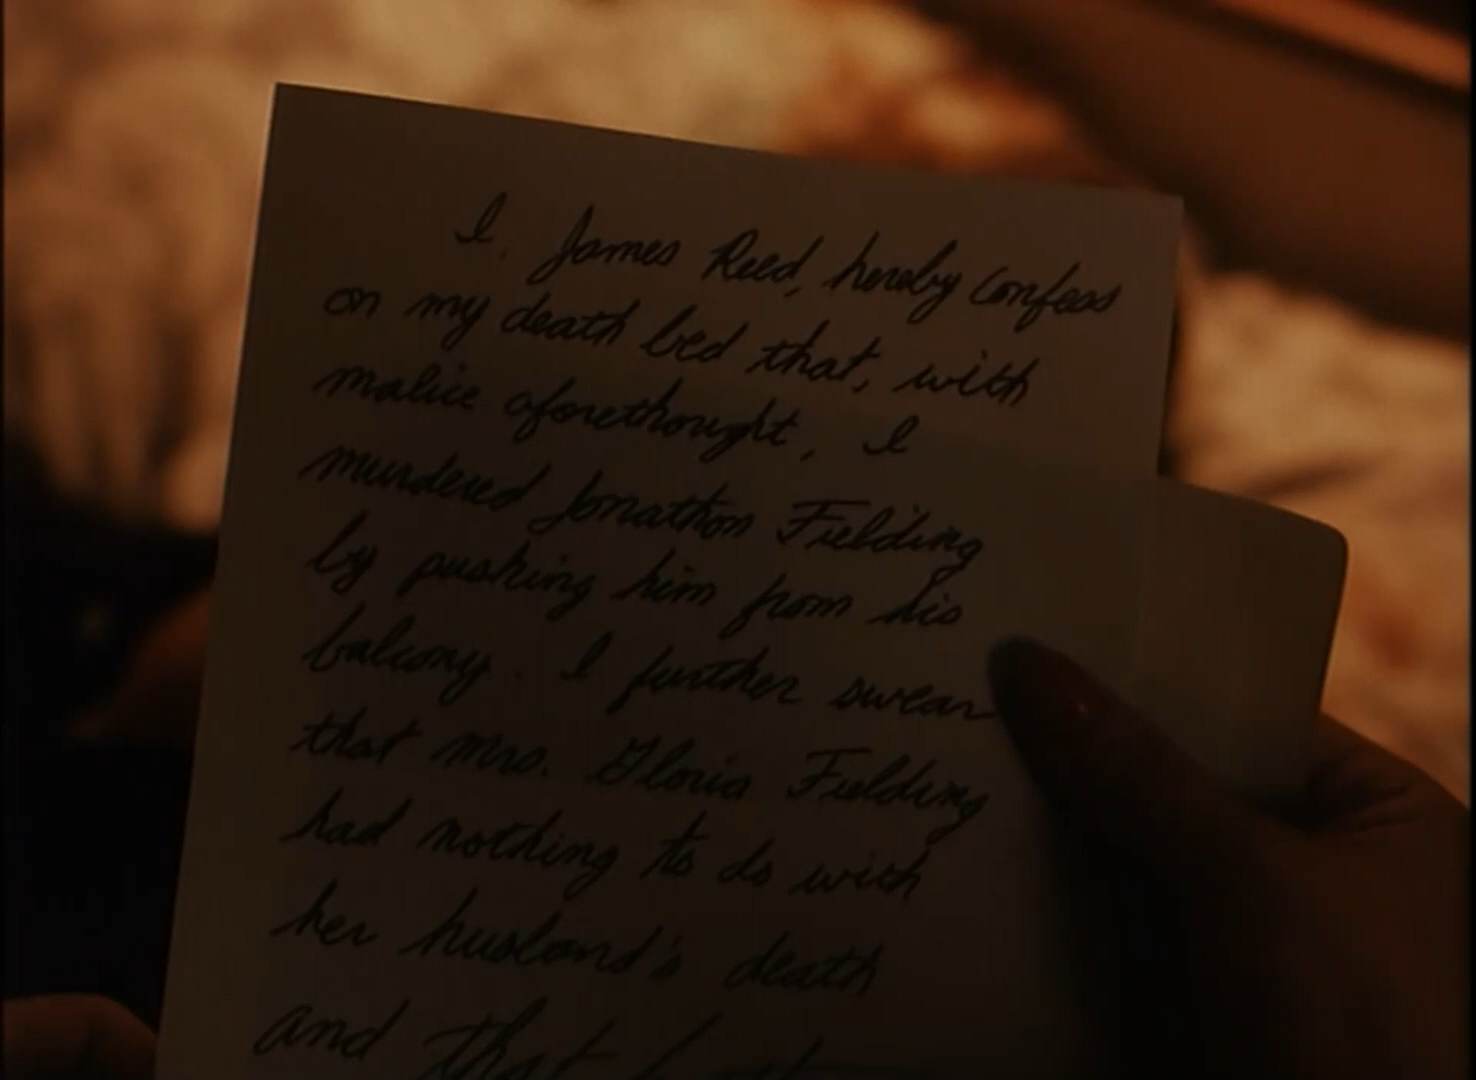 I, James Reed, hereby confess
on my death bed that, with
malice aforethought, I
murdered Jonathon Fielding
by pushing him from his
balcony. I further swear
that Mrs. Gloria Fielding
had nothing to do with
her husband's death
and that